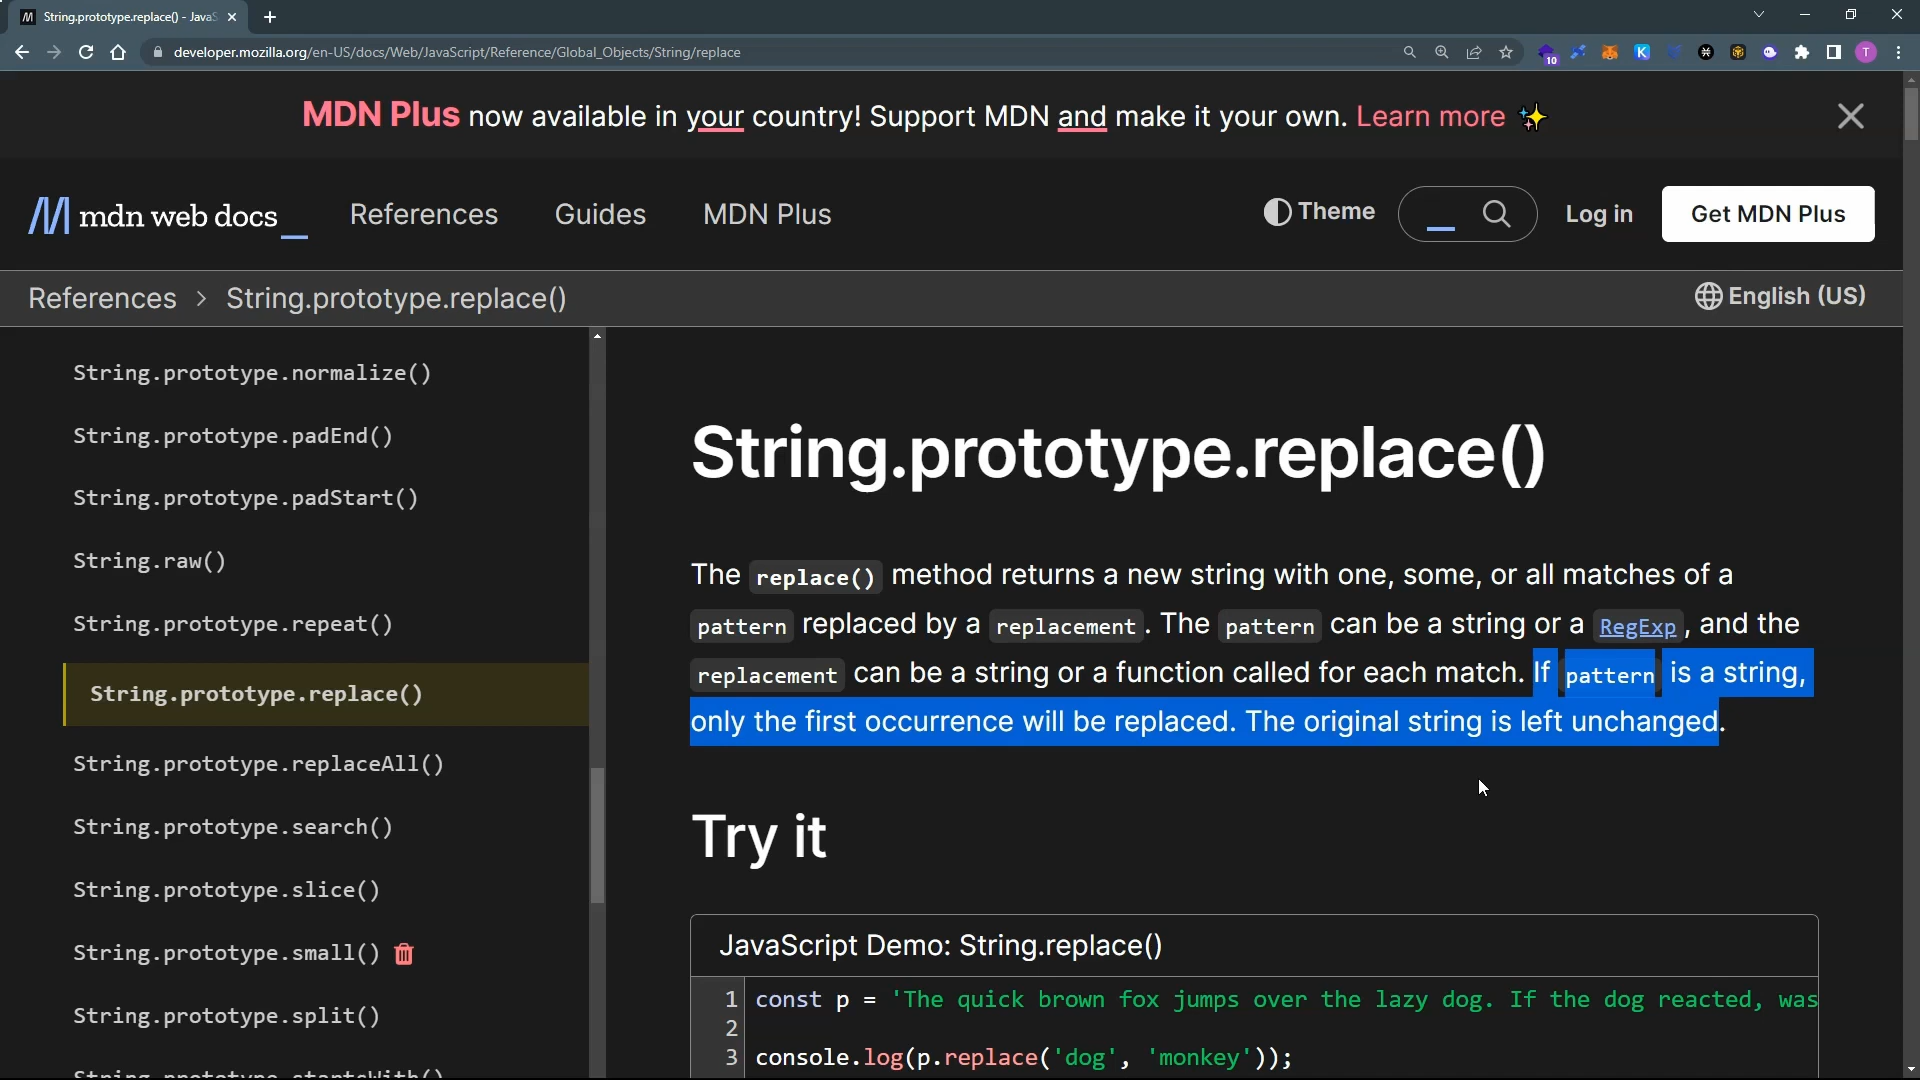 String.prototype.replace() - JavaS
developer.mozilla.org/en-US/docs/Web/JavaScript/Reference/Global_Objects/String/replace
10
K
T
MDN Plus now available in your country! Support MDN and make it your own. Learn more ✨
mdn web docs_
References
Guides
MDN Plus
Theme
Log in
Get MDN Plus
References > String.prototype.replace()
English (US)
String.prototype.normalize()
String.prototype.padEnd()
String.prototype.padStart()
String.raw()
String.prototype.repeat()
String.prototype.replace()
String.prototype.replaceAll()
String.prototype.search()
String.prototype.slice()
String.prototype.small()
String.prototype.split()
String.prototype.startsWith()
String.prototype.replace()
The replace() method returns a new string with one, some, or all matches of a
pattern replaced by a replacement. The pattern can be a string or a RegExp, and the
replacement can be a string or a function called for each match. If pattern is a string,
only the first occurrence will be replaced. The original string is left unchanged.
Try it
JavaScript Demo: String.replace()
1 const p = 'The quick brown fox jumps over the lazy dog. If the dog reacted, was
2
3 console.log(p.replace('dog', 'monkey'));